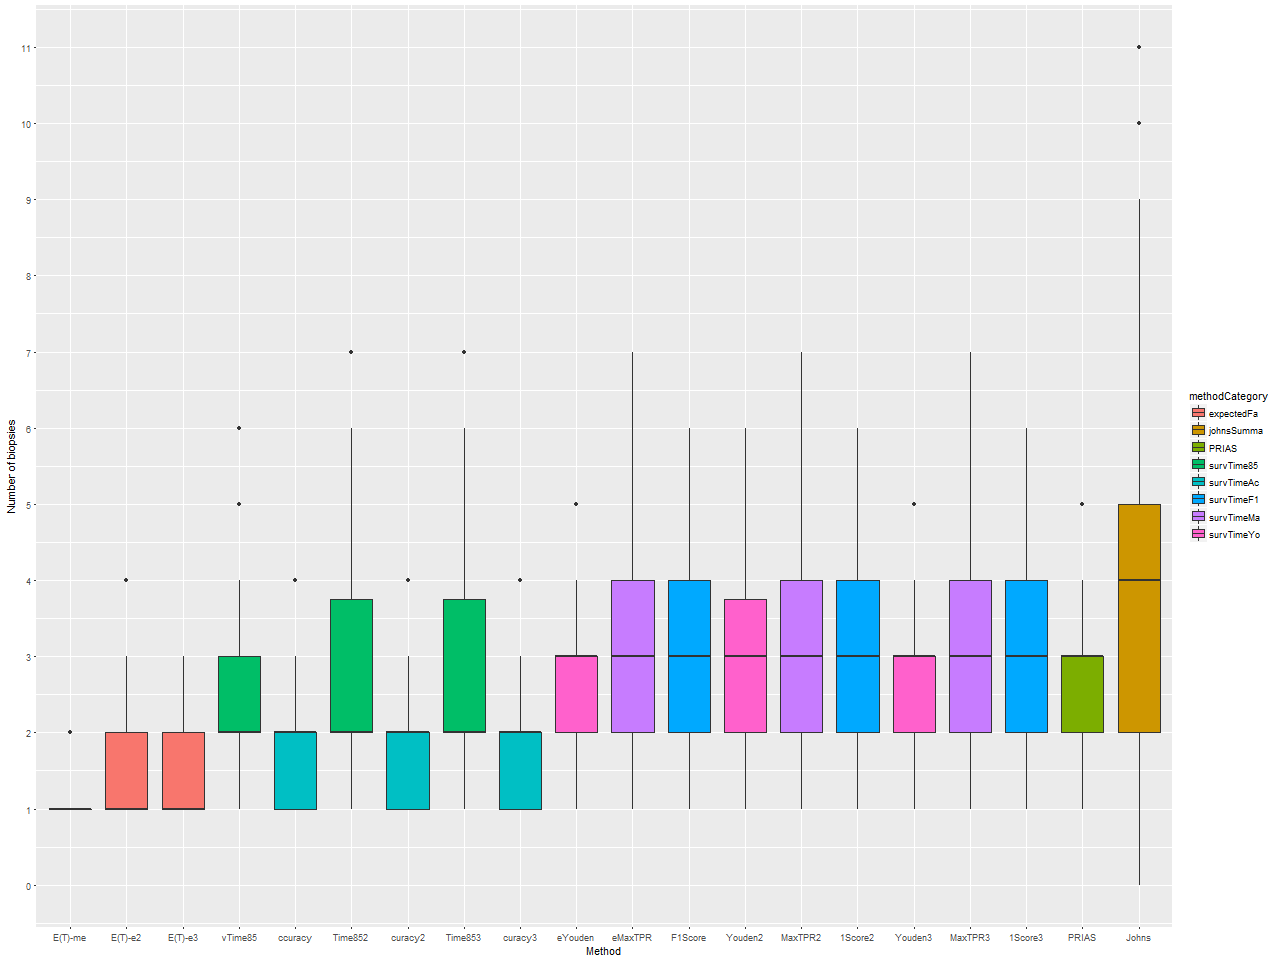 11
10
9
8
7
6
5
4
3
2
1
0
Number of biopsies
E(T)-me E(T)-e2 E(T)-e3 vTime85 ccuracy Time852 curacy2 Time853 curacy3 eYouden eMaxTPR F1Score Youden2 MaxTPR2 1Score2 Youden3 MaxTPR3 1Score3 PRIAS Johns
Method
methodCategory
expectedFa
johnsSumma
PRIAS
survTime85
survTimeAc
survTimeF1
survTimeMa
survTimeYo